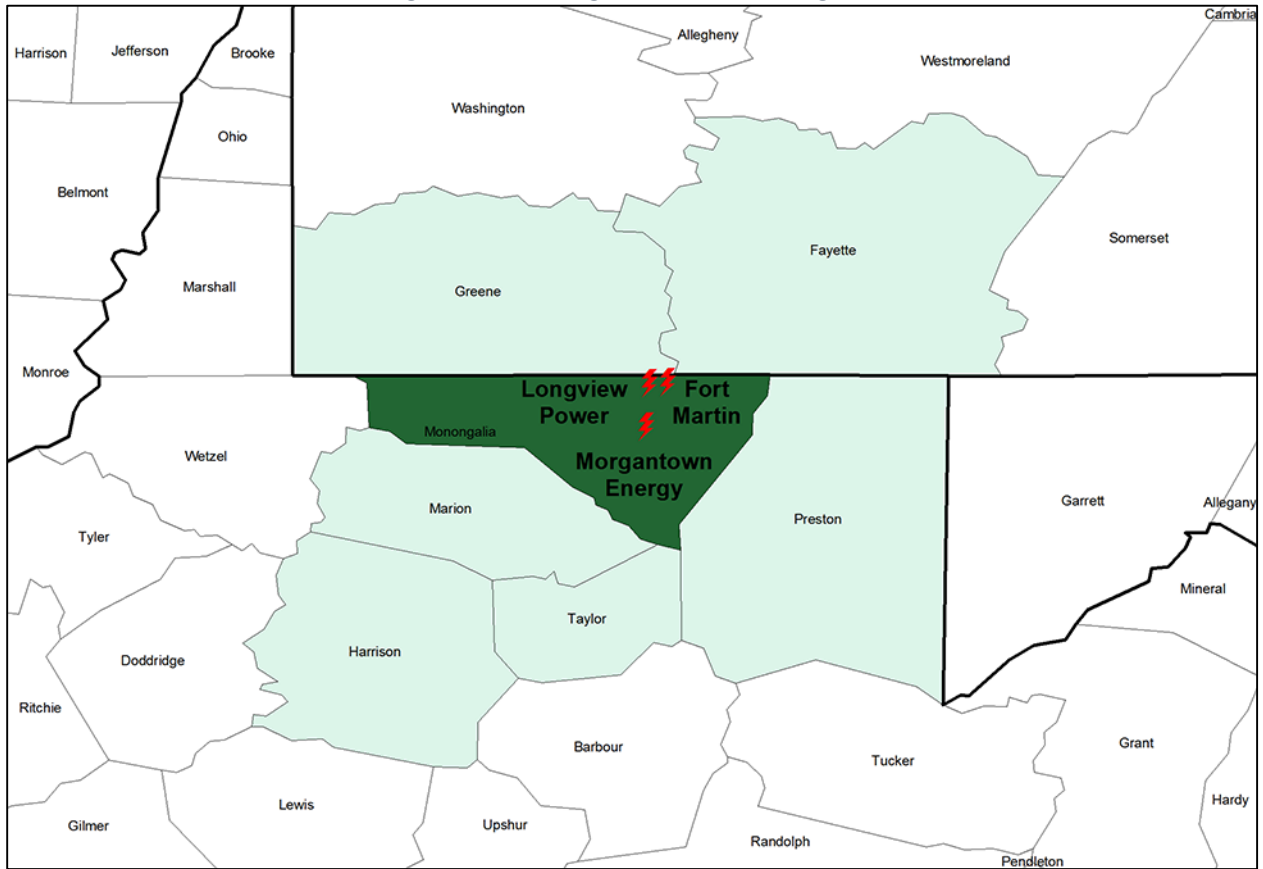 Cambria
Harrison
Jefferson
Brooke
Allegheny
Westmoreland
Washington
Ohio
Belmont
Fayette
Somerset
Marshall
Greene
Monroe
Longview
Power
Fort
Martin
Monongalia
Wetzel
Morgantown
Energy
Marion
Preston
Garrett
Allegany
Tyler
Mineral
Taylor
Harrison
Doddridge
Ritchie
Barbour
Grant
Tucker
Lewis
Hardy
Gilmer
Upshur
Randolph
Pendleton